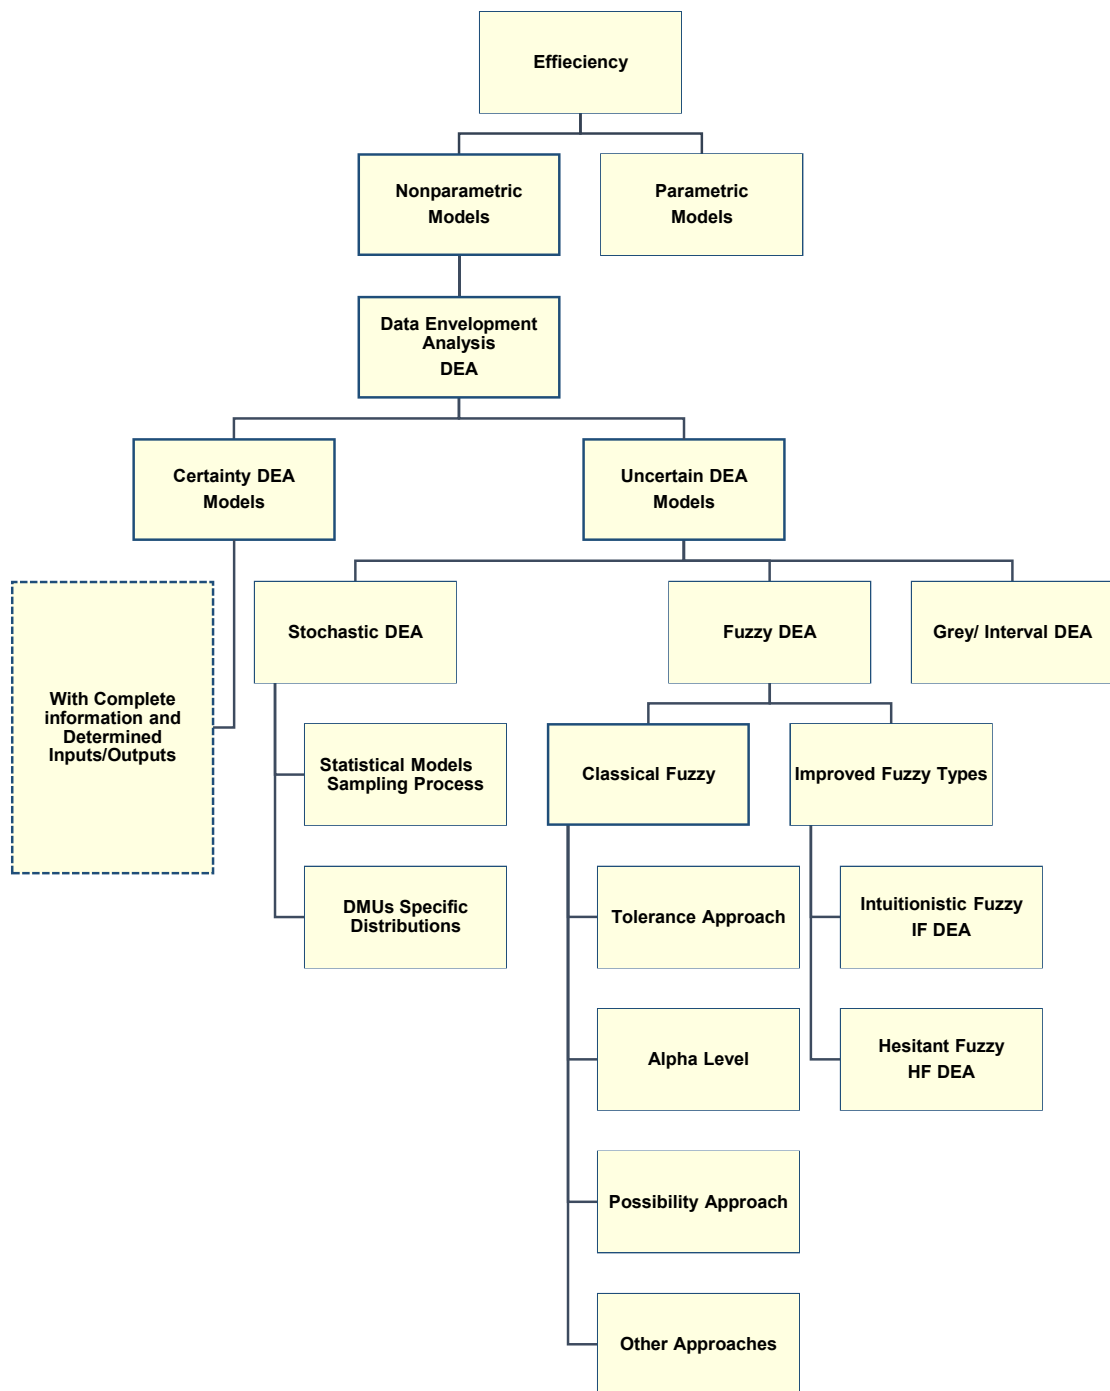 Effieciency
Nonparametric
Models
Parametric
Models
Data Envelopment
Analysis
DEA
Certainty DEA
Models
Uncertain DEA
Models
With Complete
information and
Determined
Inputs/Outputs
Stochastic DEA
Fuzzy DEA
Grey/ Interval DEA
Statistical Models
Sampling Process
Classical Fuzzy
Improved Fuzzy Types
DMUs Specific
Distributions
Tolerance Approach
Intuitionistic Fuzzy
IF DEA
Alpha Level
Hesitant Fuzzy
HF DEA
Possibility Approach
Other Approaches